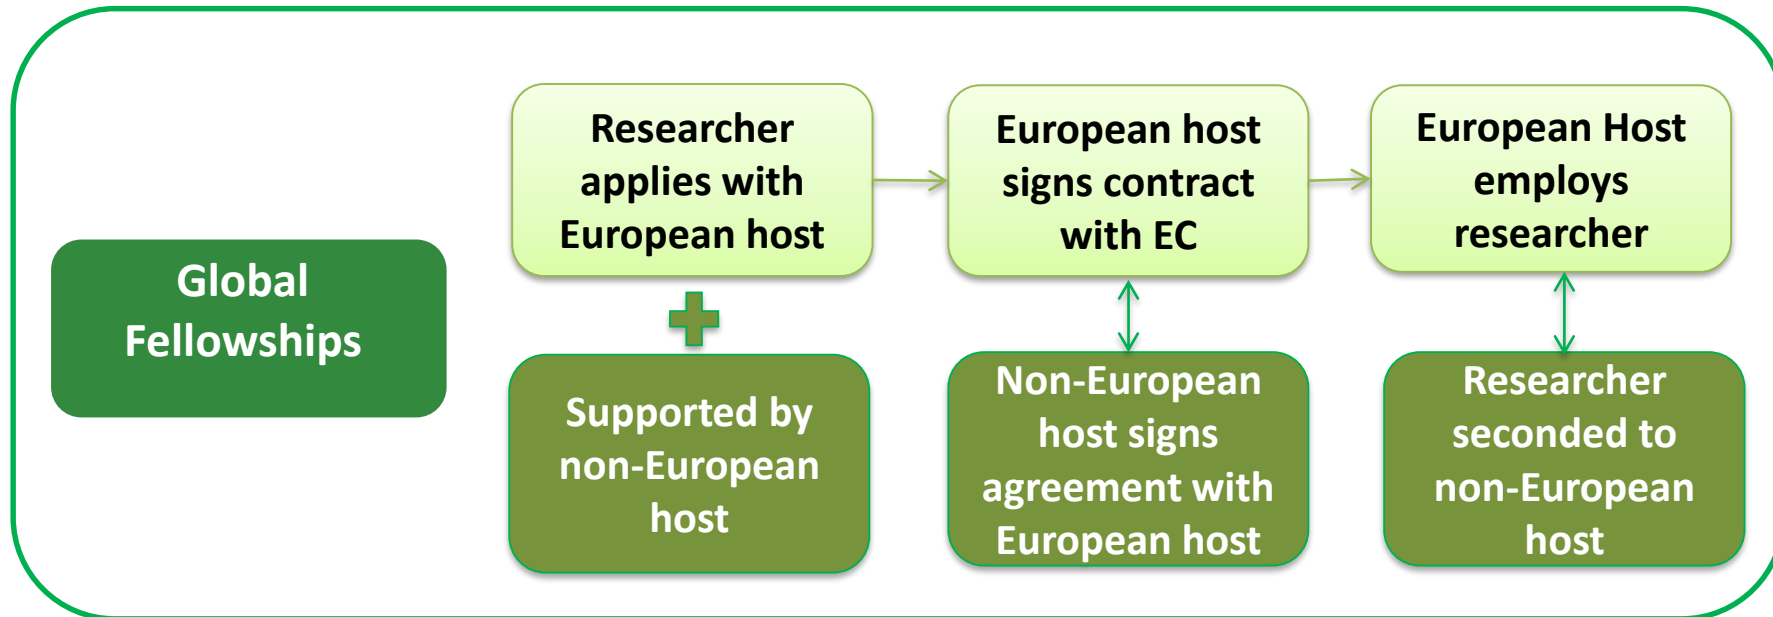 Global
Fellowships
Researcher
applies with
European host
European host
signs contract
with EC
European Host
employs
researcher
Supported by
non-European
host
Non-European
host signs
agreement with
European host
Researcher
seconded to
non-European
host